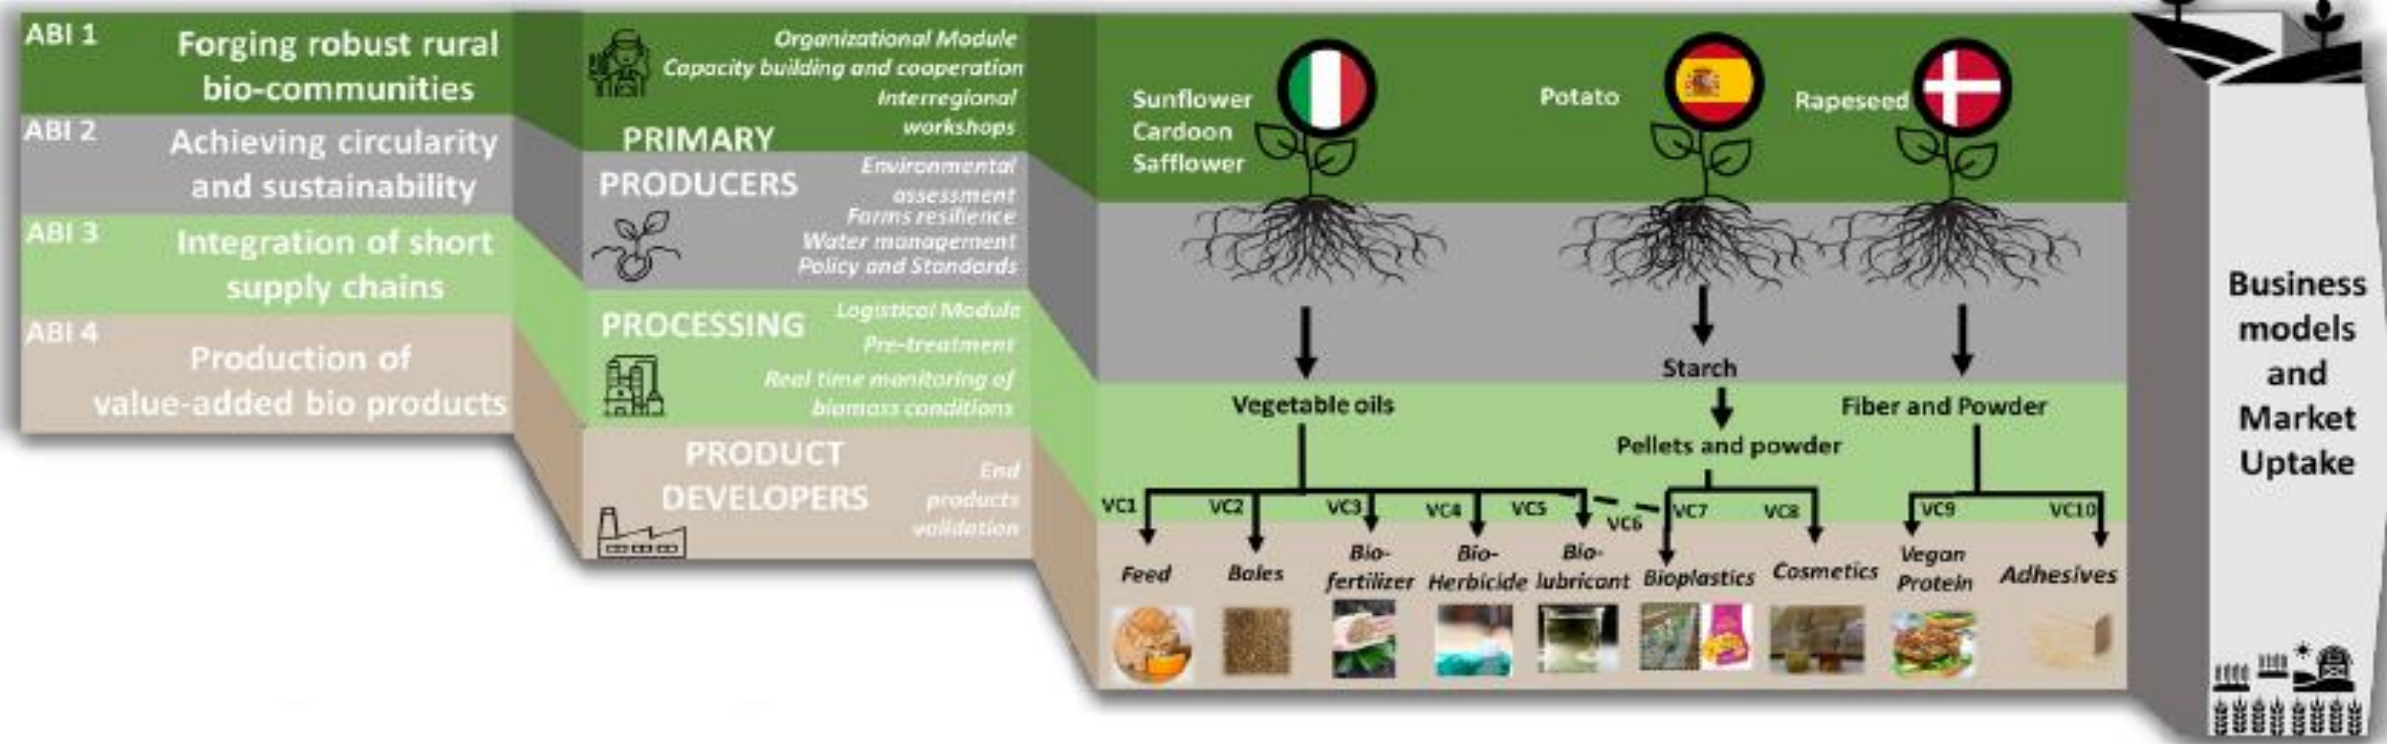 ABI 1
Forging robust rural
bio-communities
ABI 2
Achieving circularity
and sustainability
ABI 3
Integration of short
supply chains
ABI 4
Production of
value-added bio products
Organizational Module
Capacity building and cooperation
Interregional
workshops
PRIMARY
PRODUCERS
Environmental
assessment
Farms resilience
Water management
Policy and Standards
PROCESSING
Logistical Module
Pre-treatment
Real time monitoring of
biomass conditions
PRODUCT
DEVELOPERS
End
products
validation
Sunflower
Cardoon
Safflower
Potato
Rapeseed
Starch
Vegetable oils
Fiber and Powder
Pellets and powder
VC1
VC2
VC3
VC4
VC5
VC6
VC7
VC8
VC9
VC10
Feed
Bales
Bio-
fertilizer
Bio-
Herbicide
Bio-
lubricant
Bioplastics
Cosmetics
Vegan
Protein
Adhesives
Business
models
and
Market
Uptake